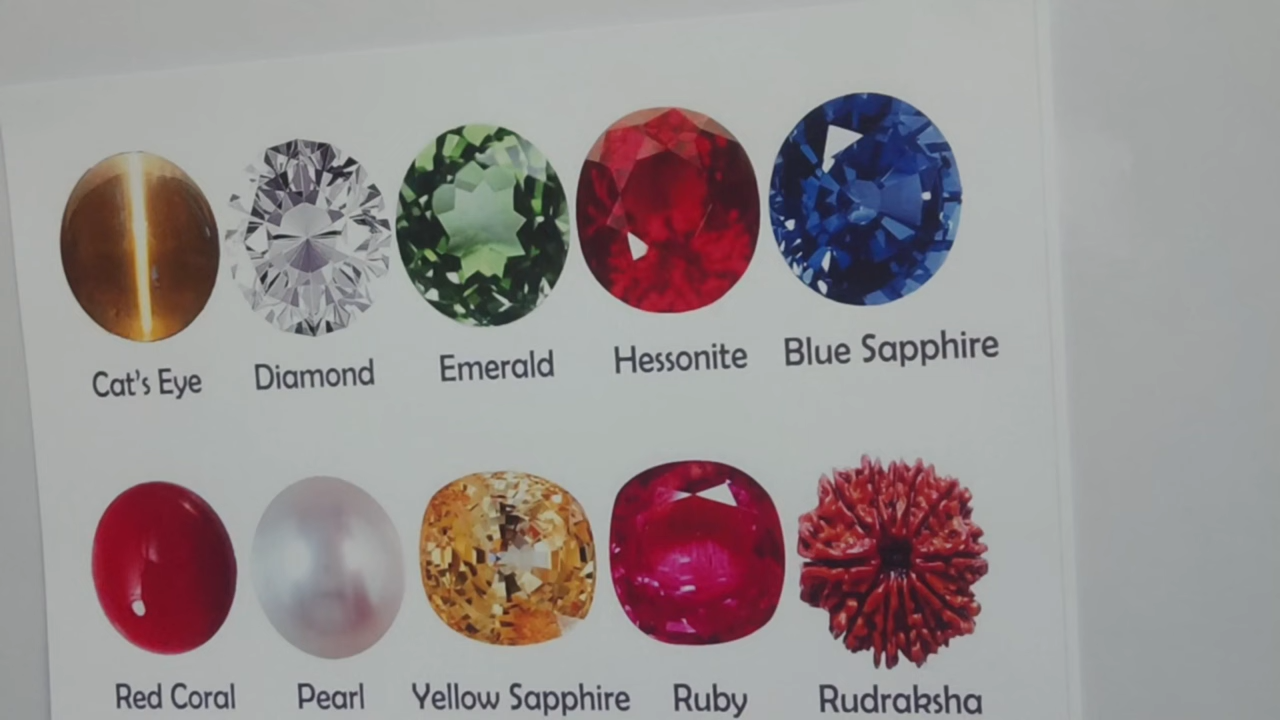 Cat's Eye Diamond Emerald Hessonite Blue Sapphire
Red Coral Pearl Yellow Sapphire Ruby Rudraksha